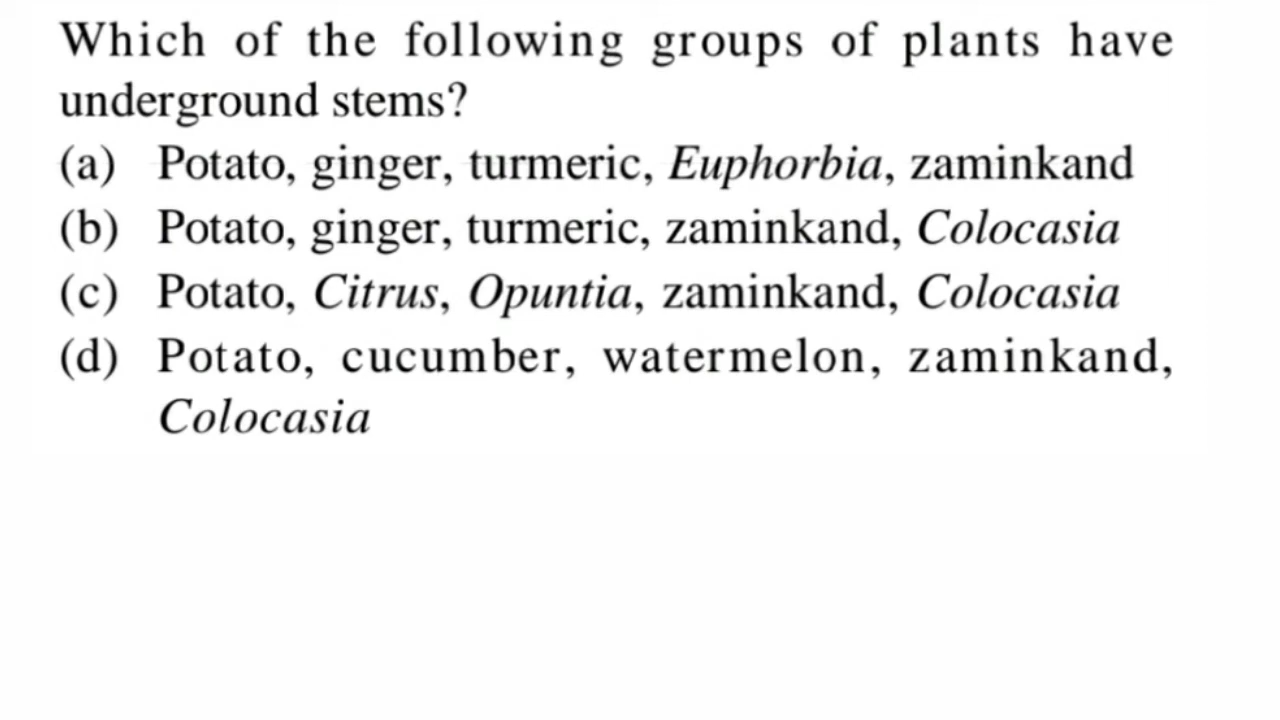 Which of the following groups of plants have
underground stems?
(a) Potato, ginger, turmeric, Euphorbia, zaminkand
(b) Potato, ginger, turmeric, zaminkand, Colocasia
(c) Potato, Citrus, Opuntia, zaminkand, Colocasia
(d) Potato, cucumber, watermelon, zaminkand,
Colocasia